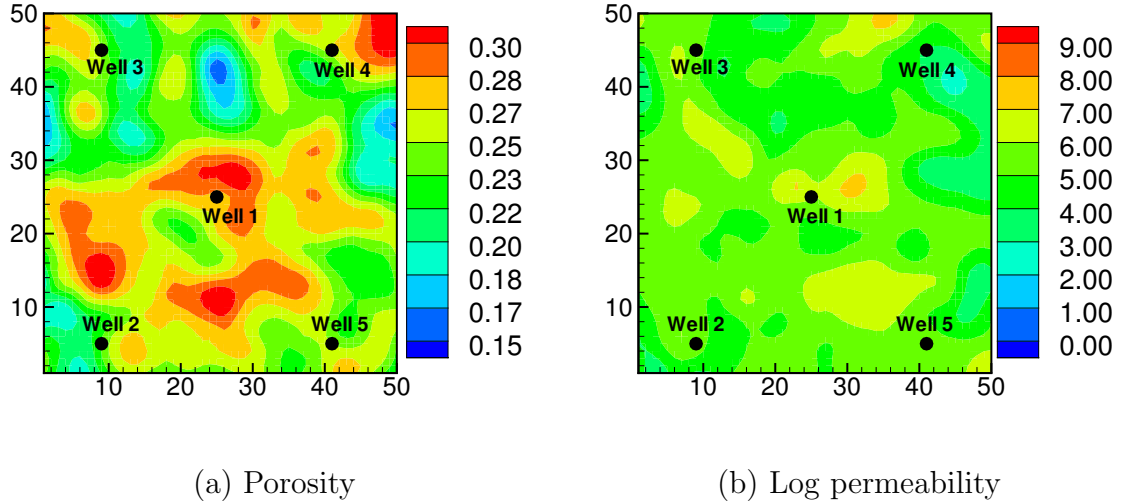 50
40
30
20
10
10 20 30 40 50
Well 3
Well 4
Well 1
Well 2
Well 5
0.30
0.28
0.27
0.25
0.23
0.22
0.20
0.18
0.17
0.15
(a) Porosity
50
40
30
20
10
10 20 30 40 50
Well 3
Well 4
Well 1
Well 2
Well 5
9.00
8.00
7.00
6.00
5.00
4.00
3.00
2.00
1.00
0.00
(b) Log permeability